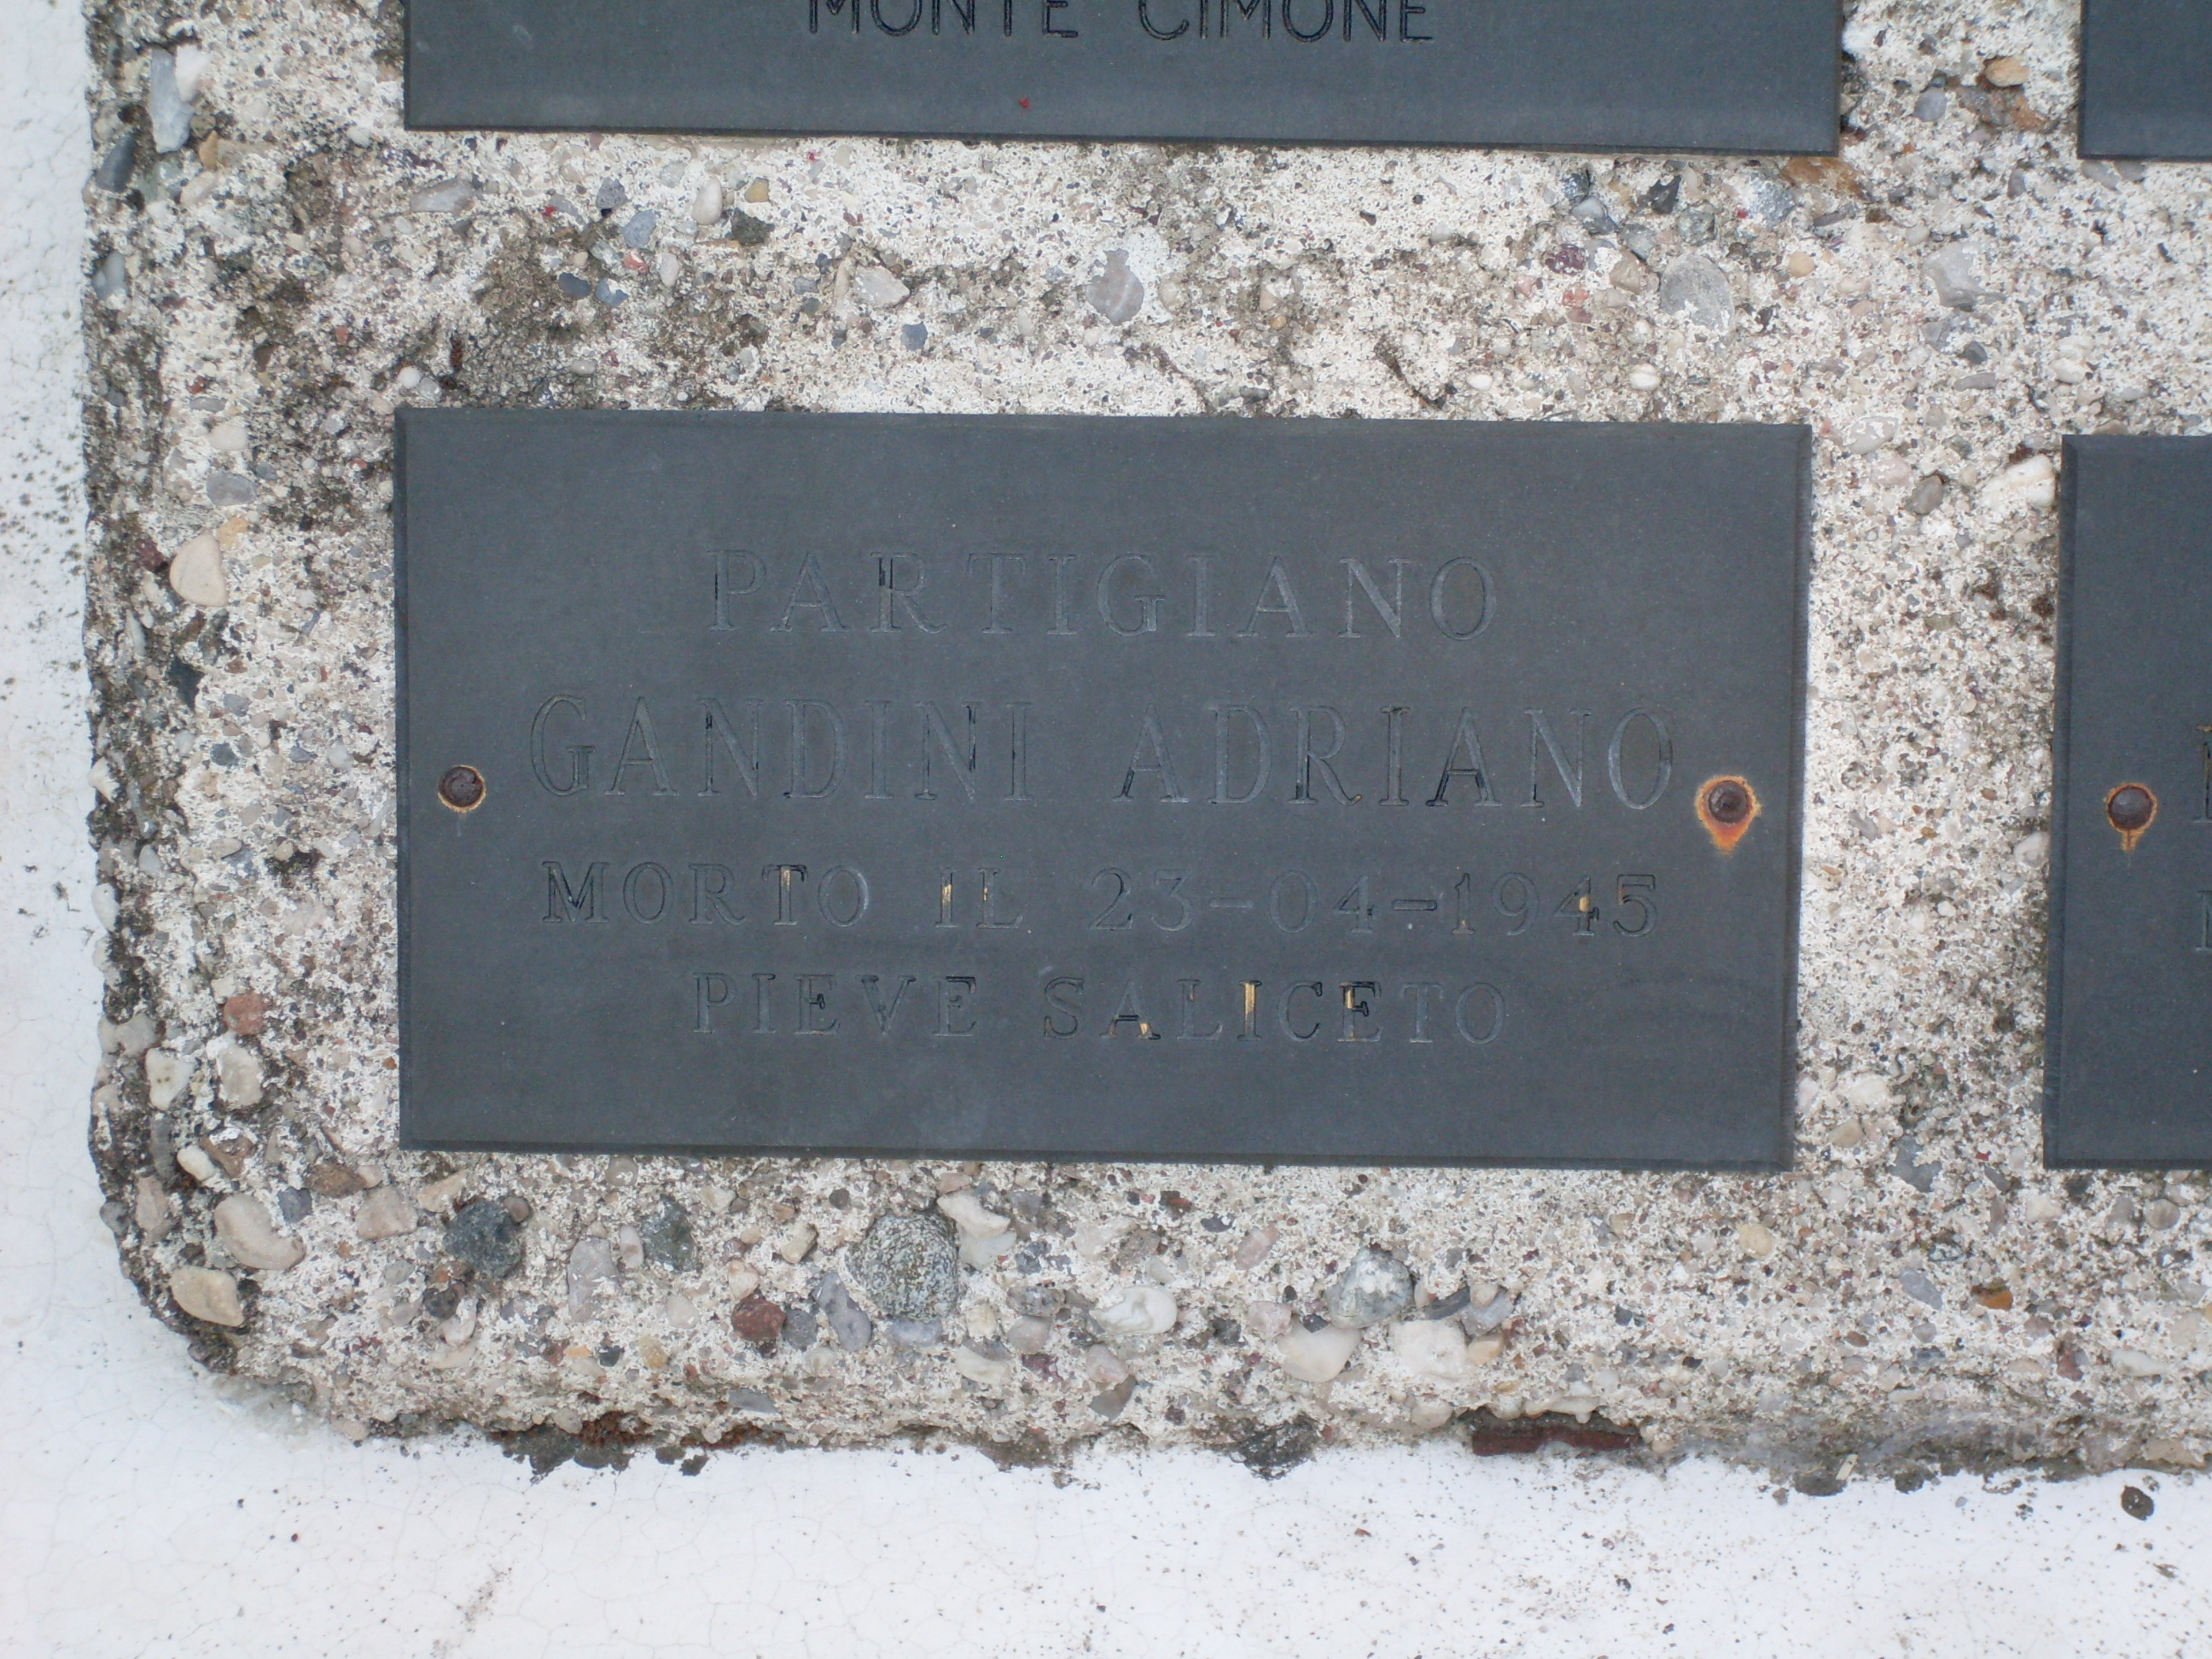 MONTE CIMONE
PARTIGIANO
GANDINI ADRIANO
MORTO IL 23-04-1945
PIEVE SALICETO